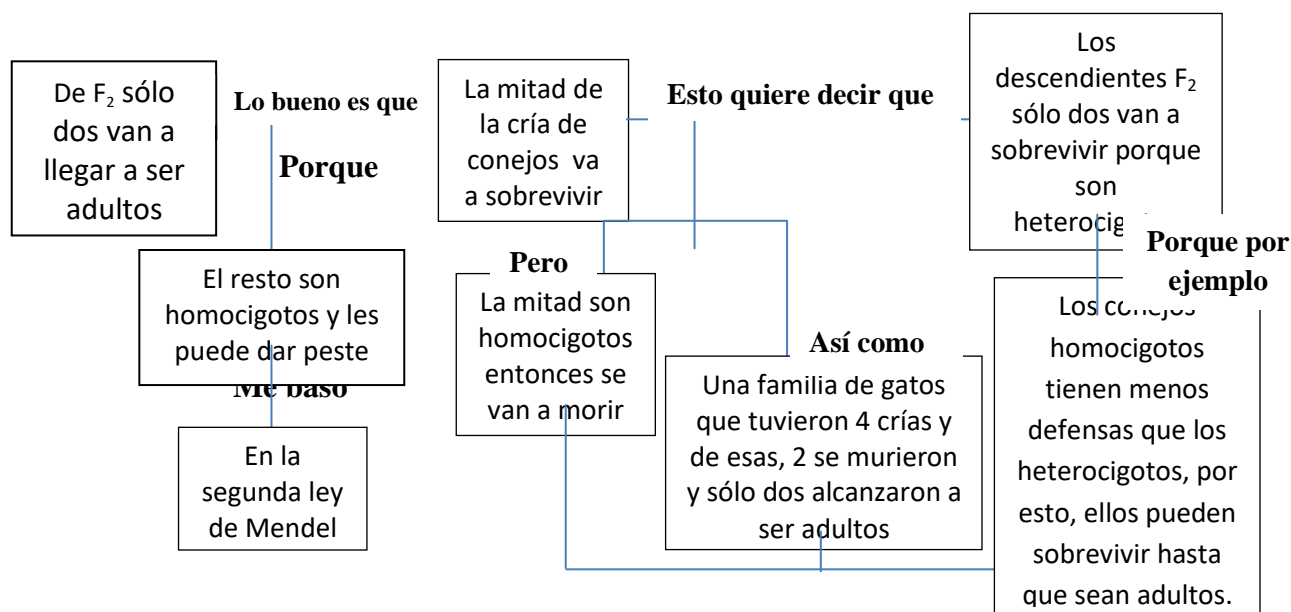 De F₂ sólo
dos van a
llegar a ser
adultos
Lo bueno es que
Porque
El resto son
homocigotos y les
puede dar peste
Me baso
En la
segunda ley
de Mendel
La mitad de
la cría de
conejos va
a sobrevivir
Esto quiere decir que
Los
descendientes F₂
sólo dos van a
sobrevivir porque
son
Pero
La mitad son
homocigotos
entonces se
van a morir
Así como
Una familia de gatos
que tuvieron 4 crías y
de esas, 2 se murieron
y sólo dos alcanzaron a
ser adultos
Porque por
ejemplo
Los conejos
homocigotos
tienen menos
defensas que los
heterocigotos, por
esto, ellos pueden
sobrevivir hasta
que sean adultos.